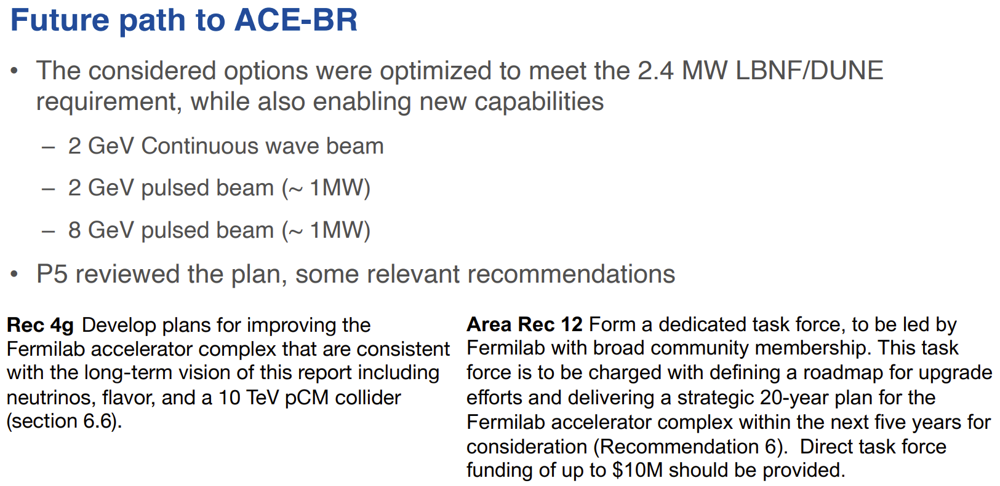 Future path to ACE-BR
• The considered options were optimized to meet the 2.4 MW LBNF/DUNE
requirement, while also enabling new capabilities
– 2 GeV Continuous wave beam
– 2 GeV pulsed beam (~ 1MW)
– 8 GeV pulsed beam (~ 1MW)
• P5 reviewed the plan, some relevant recommendations
Rec 4g Develop plans for improving the
Fermilab accelerator complex that are consistent
with the long-term vision of this report including
neutrinos, flavor, and a 10 TeV pCM collider
(section 6.6).
Area Rec 12 Form a dedicated task force, to be led by
Fermilab with broad community membership. This task
force is to be charged with defining a roadmap for upgrade
efforts and delivering a strategic 20-year plan for the
Fermilab accelerator complex within the next five years for
consideration (Recommendation 6).  Direct task force
funding of up to $10M should be provided.